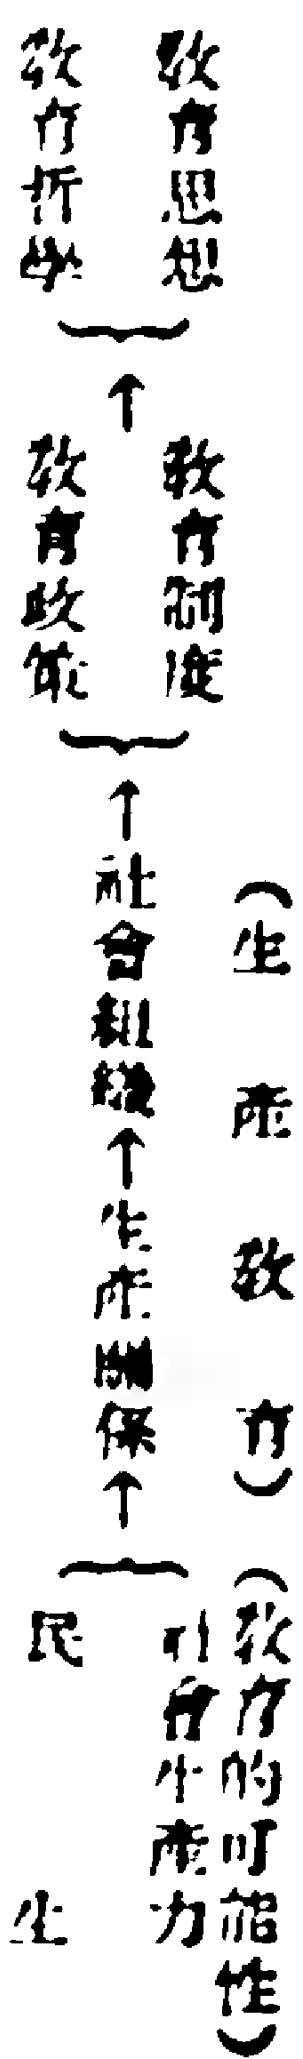 教育思想
教育哲學
↑
教育制度
教育政策
↑
(生產教育)
社會組織↑生產關係↑
(教育的可能性)
社會生產力
民生